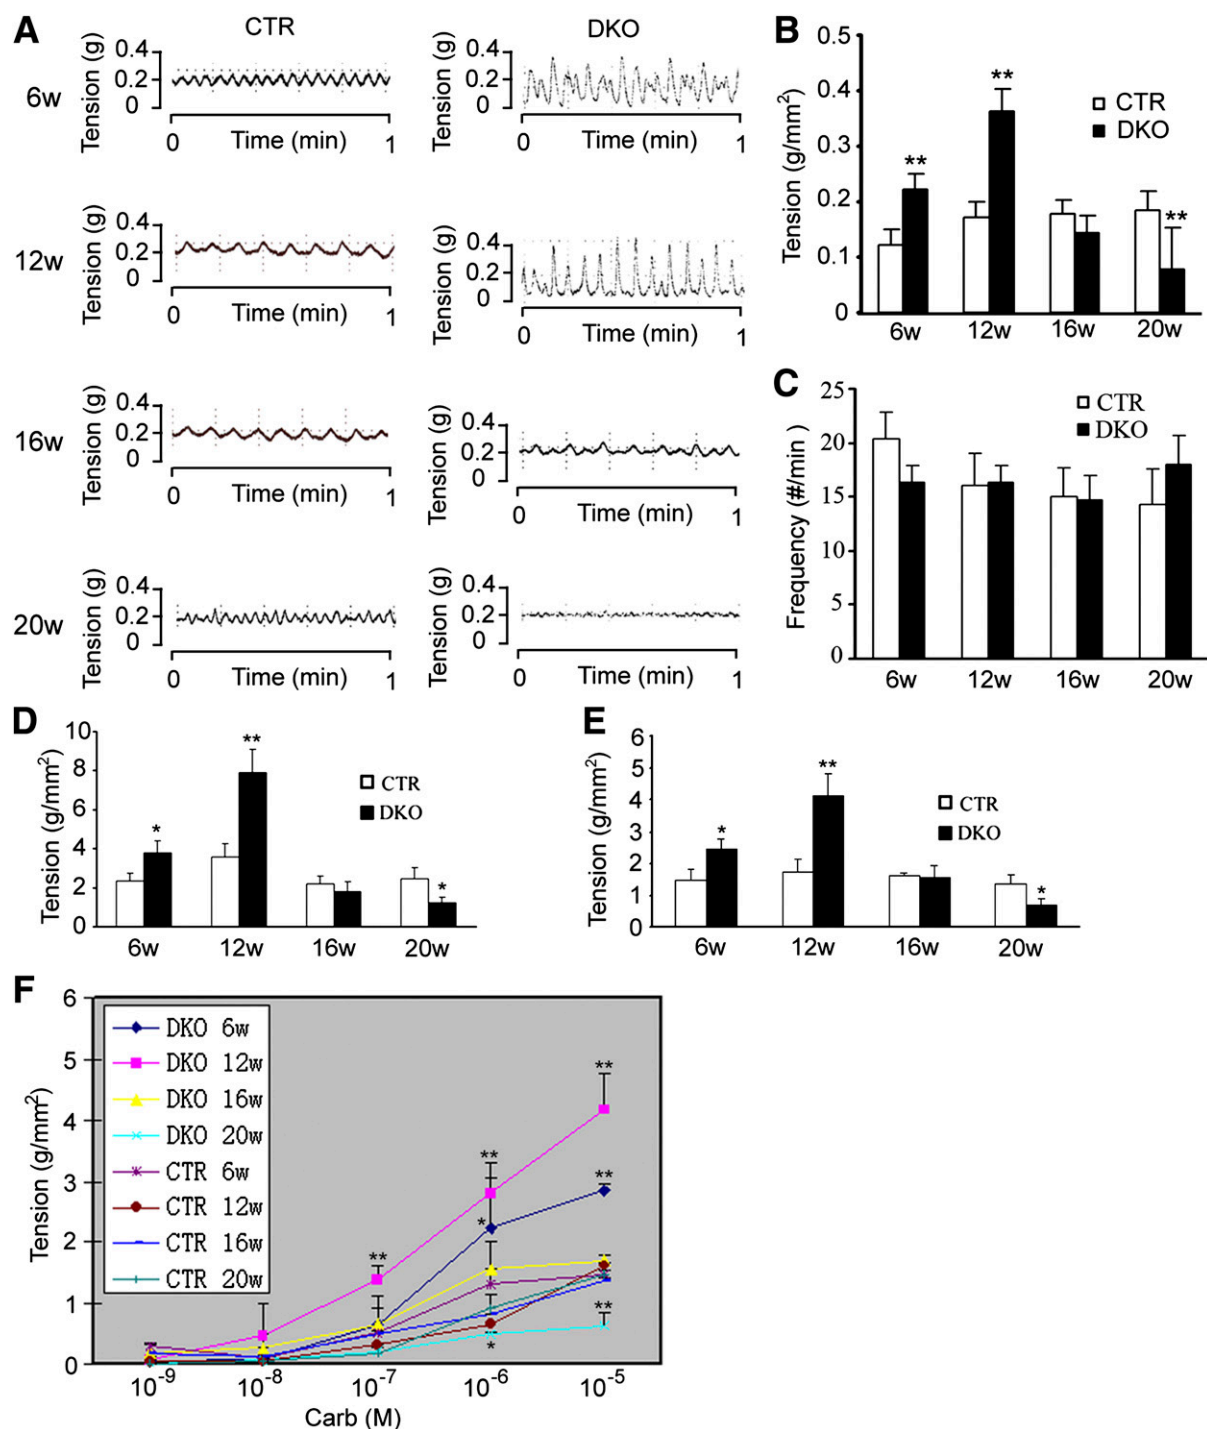 A
CTR
DKO
6w
Tension (g)
0.4
0.2
0
0
Time (min)
1
Tension (g)
0.4
0.2
0
0
Time (min)
1
12w
Tension (g)
0.4
0.2
0
0
Time (min)
1
Tension (g)
0.4
0.2
0
0
Time (min)
1
16w
Tension (g)
0.4
0.2
0
0
Time (min)
1
Tension (g)
0.4
0.2
0
0
Time (min)
1
20w
Tension (g)
0.4
0.2
0
0
Time (min)
1
Tension (g)
0.4
0.2
0
0
Time (min)
1
B
Tension (g/mm²)
0.5
0.4
0.3
0.2
0.1
0
**
**
**
CTR
DKO
6w 12w 16w 20w
C
Frequency (#/min)
25
20
15
10
5
0
CTR
DKO
6w 12w 16w 20w
D
Tension (g/mm²)
10
8
6
4
2
0
*
**
*
CTR
DKO
6w 12w 16w 20w
E
Tension (g/mm²)
6
5
4
3
2
1
0
*
**
*
CTR
DKO
6w 12w 16w 20w
F
Tension (g/mm²)
6
5
4
3
2
1
0
DKO 6w
DKO 12w
DKO 16w
DKO 20w
CTR 6w
CTR 12w
CTR 16w
CTR 20w
**
**
**
**
*
**
*
10⁻⁹ 10⁻⁸ 10⁻⁷ 10⁻⁶ 10⁻⁵
Carb (M)